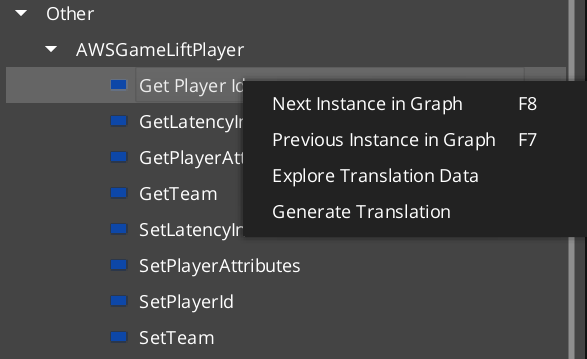 Other
AWSGameLiftPlayer
Get Player Id
Next Instance in Graph F8
GetLatencyIn
Previous Instance in Graph F7
GetPlayerAtt
Explore Translation Data
GetTeam
Generate Translation
SetLatencyIn
SetPlayerAttributes
SetPlayerId
SetTeam